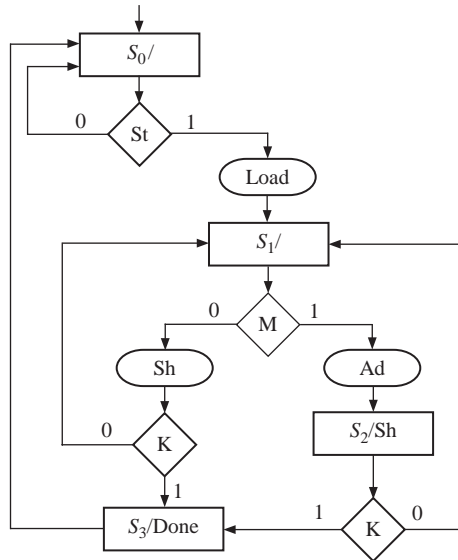 S0/
0 St 1
Load
S1/
0 M 1
Sh Ad
0 K S2/Sh
1
S3/Done 1 K 0